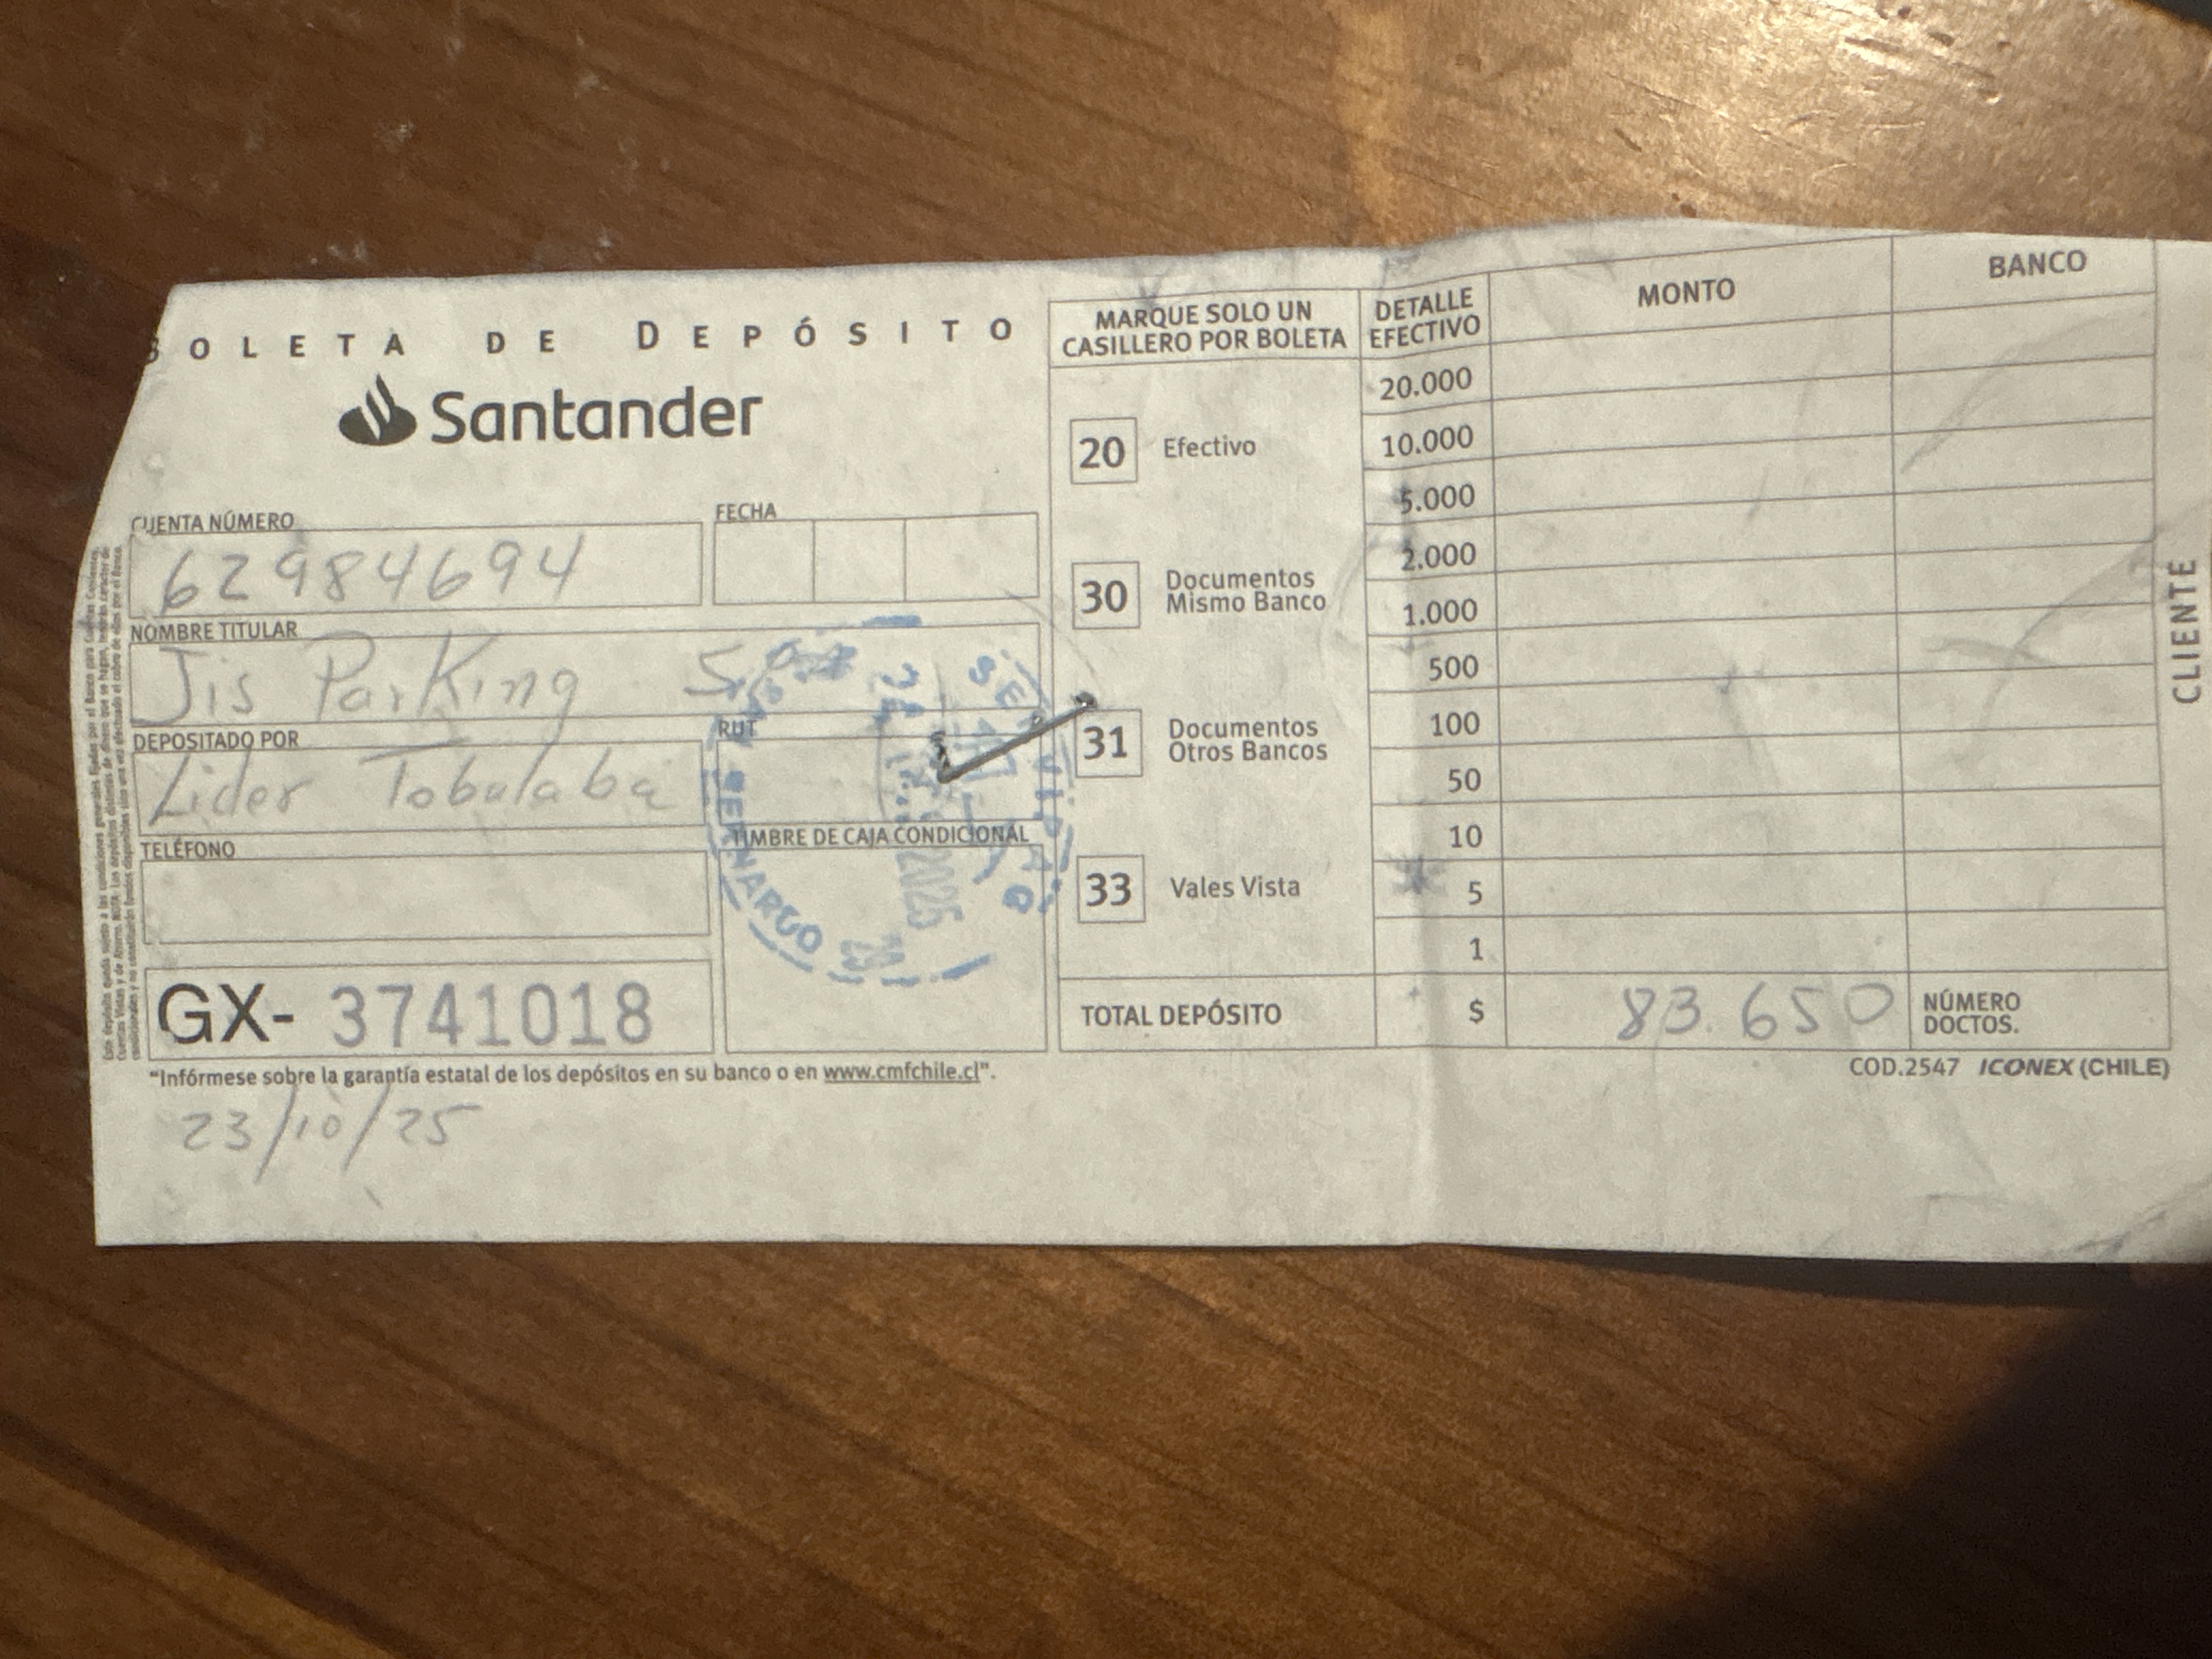 BOLETA DE DEPÓSITO
Santander
CUENTA NÚMERO
62984694
FECHA
NOMBRE TITULAR
Jis ParKing
DEPOSITADO POR
Lider Tobalaba
RUT
TELÉFONO
TIMBRE DE CAJA CONDICIONAL
GX- 3741018
"Infórmese sobre la garantía estatal de los depósitos en su banco o en www.cmfchile.cl".
23/10/25
MARQUE SOLO UN
CASILLERO POR BOLETA
20 Efectivo
30 Documentos
Mismo Banco
31 Documentos
Otros Bancos
33 Vales Vista
DETALLE
EFECTIVO
MONTO
BANCO
20.000
10.000
5.000
2.000
1.000
500
100
50
10
5
1
TOTAL DEPÓSITO $ 83.650
NÚMERO
DOCTOS.
COD.2547 ICONEX (CHILE)
CLIENTE
2025